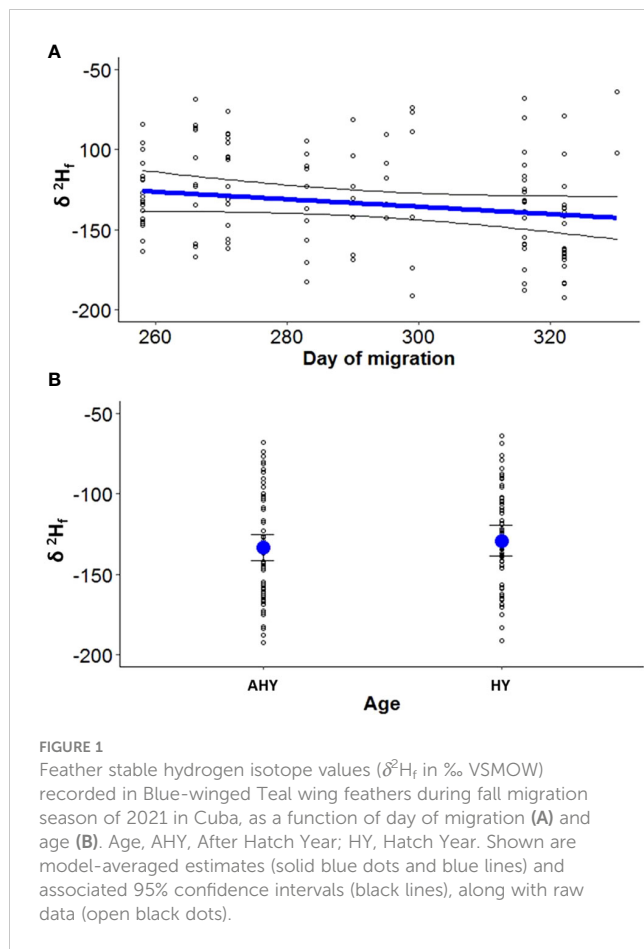 A
-50
-100
-150
-200
δ ²Hf
260
280
300
320
Day of migration
B
-50
-100
-150
-200
δ ²Hf
AHY
HY
Age
FIGURE 1
Feather stable hydrogen isotope values (δ²Hf in ‰ VSMOW)
recorded in Blue-winged Teal wing feathers during fall migration
season of 2021 in Cuba, as a function of day of migration (A) and
age (B). Age, AHY, After Hatch Year; HY, Hatch Year. Shown are
model-averaged estimates (solid blue dots and blue lines) and
associated 95% confidence intervals (black lines), along with raw
data (open black dots).